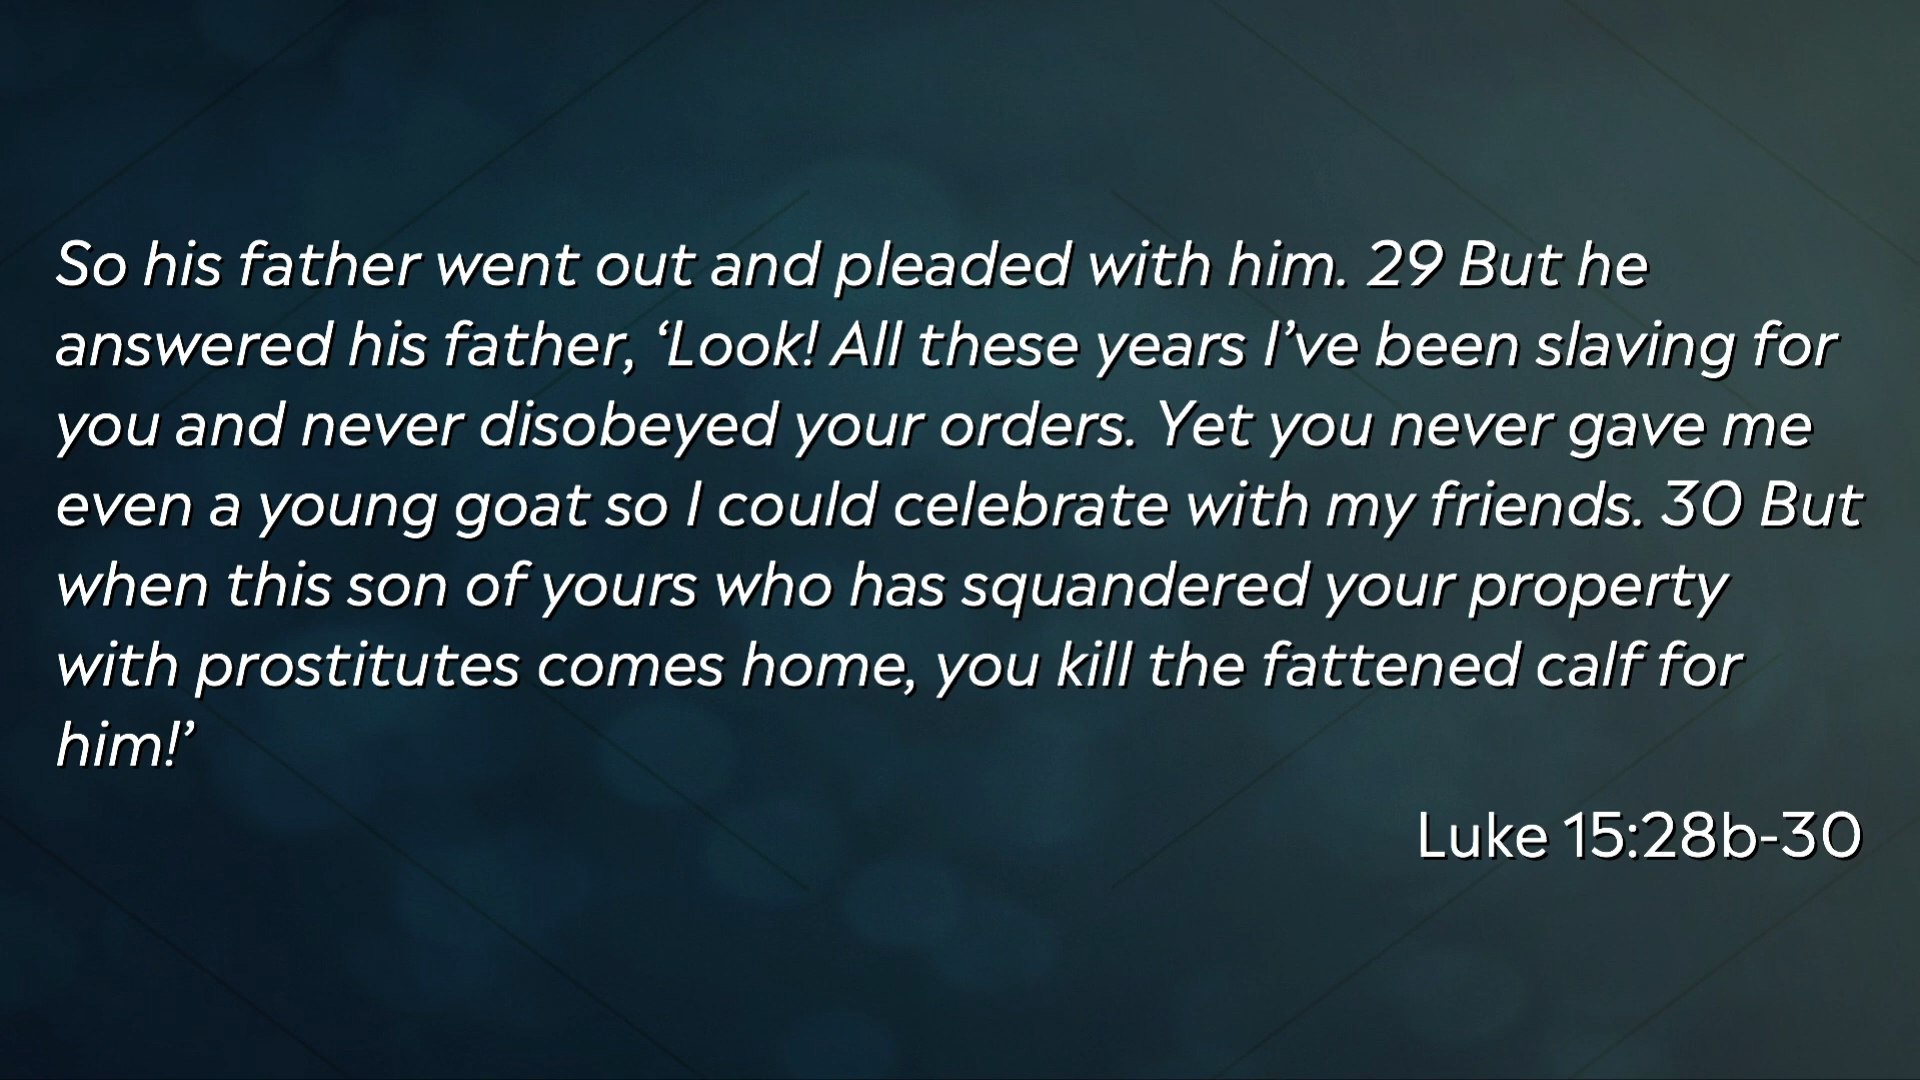 So his father went out and pleaded with him. 29 But he
answered his father, ‘Look! All these years I’ve been slaving for
you and never disobeyed your orders. Yet you never gave me
even a young goat so I could celebrate with my friends. 30 But
when this son of yours who has squandered your property
with prostitutes comes home, you kill the fattened calf for
him!’
Luke 15:28b-30